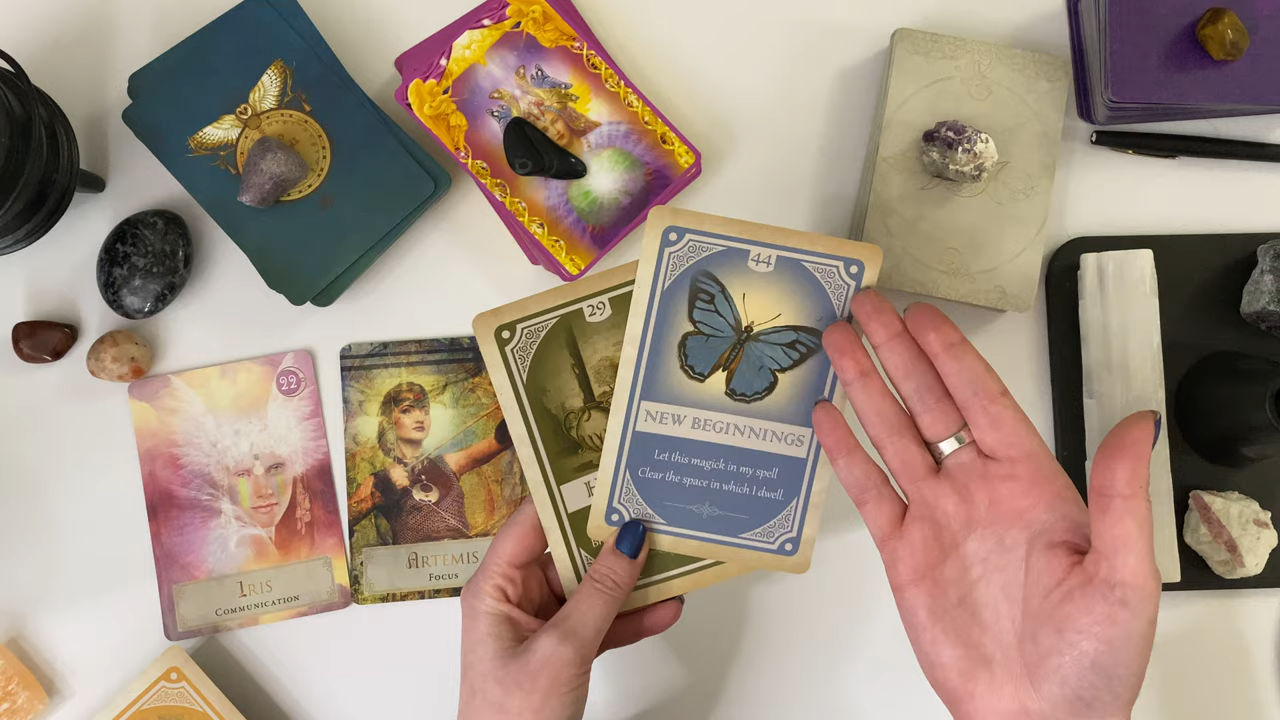 22
IRIS
COMMUNICATION
ARTEMIS
FOCUS
29
44
NEW BEGINNINGS
Let this magick in my spell
Clear the space in which I dwell.